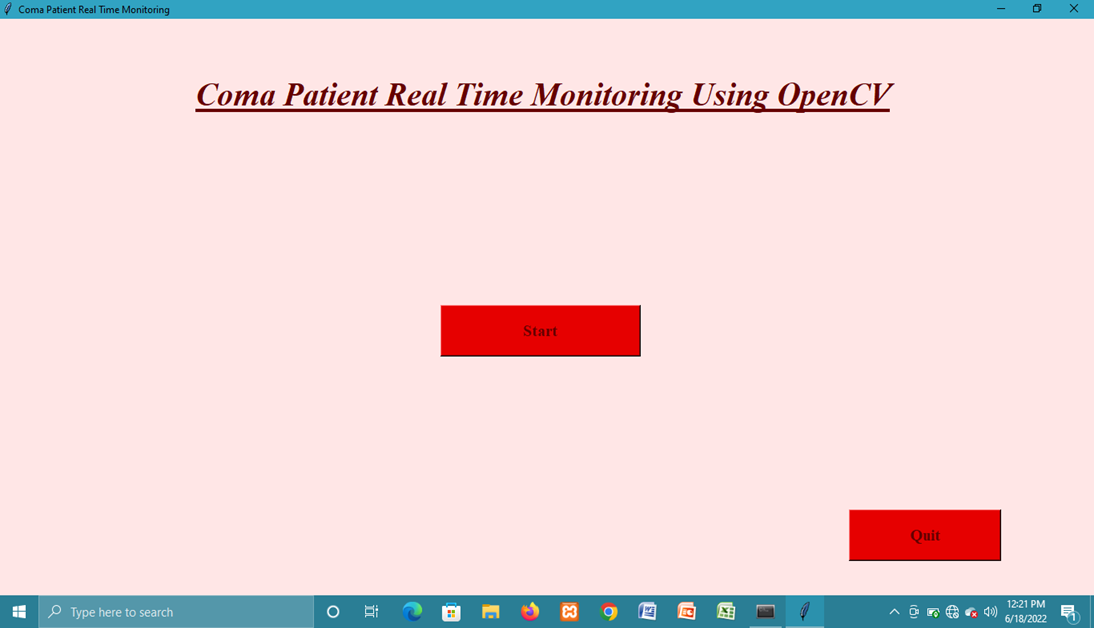 Coma Patient Real Time Monitoring
Coma Patient Real Time Monitoring Using OpenCV
Start
Quit
Type here to search
12:21 PM
6/18/2022
1